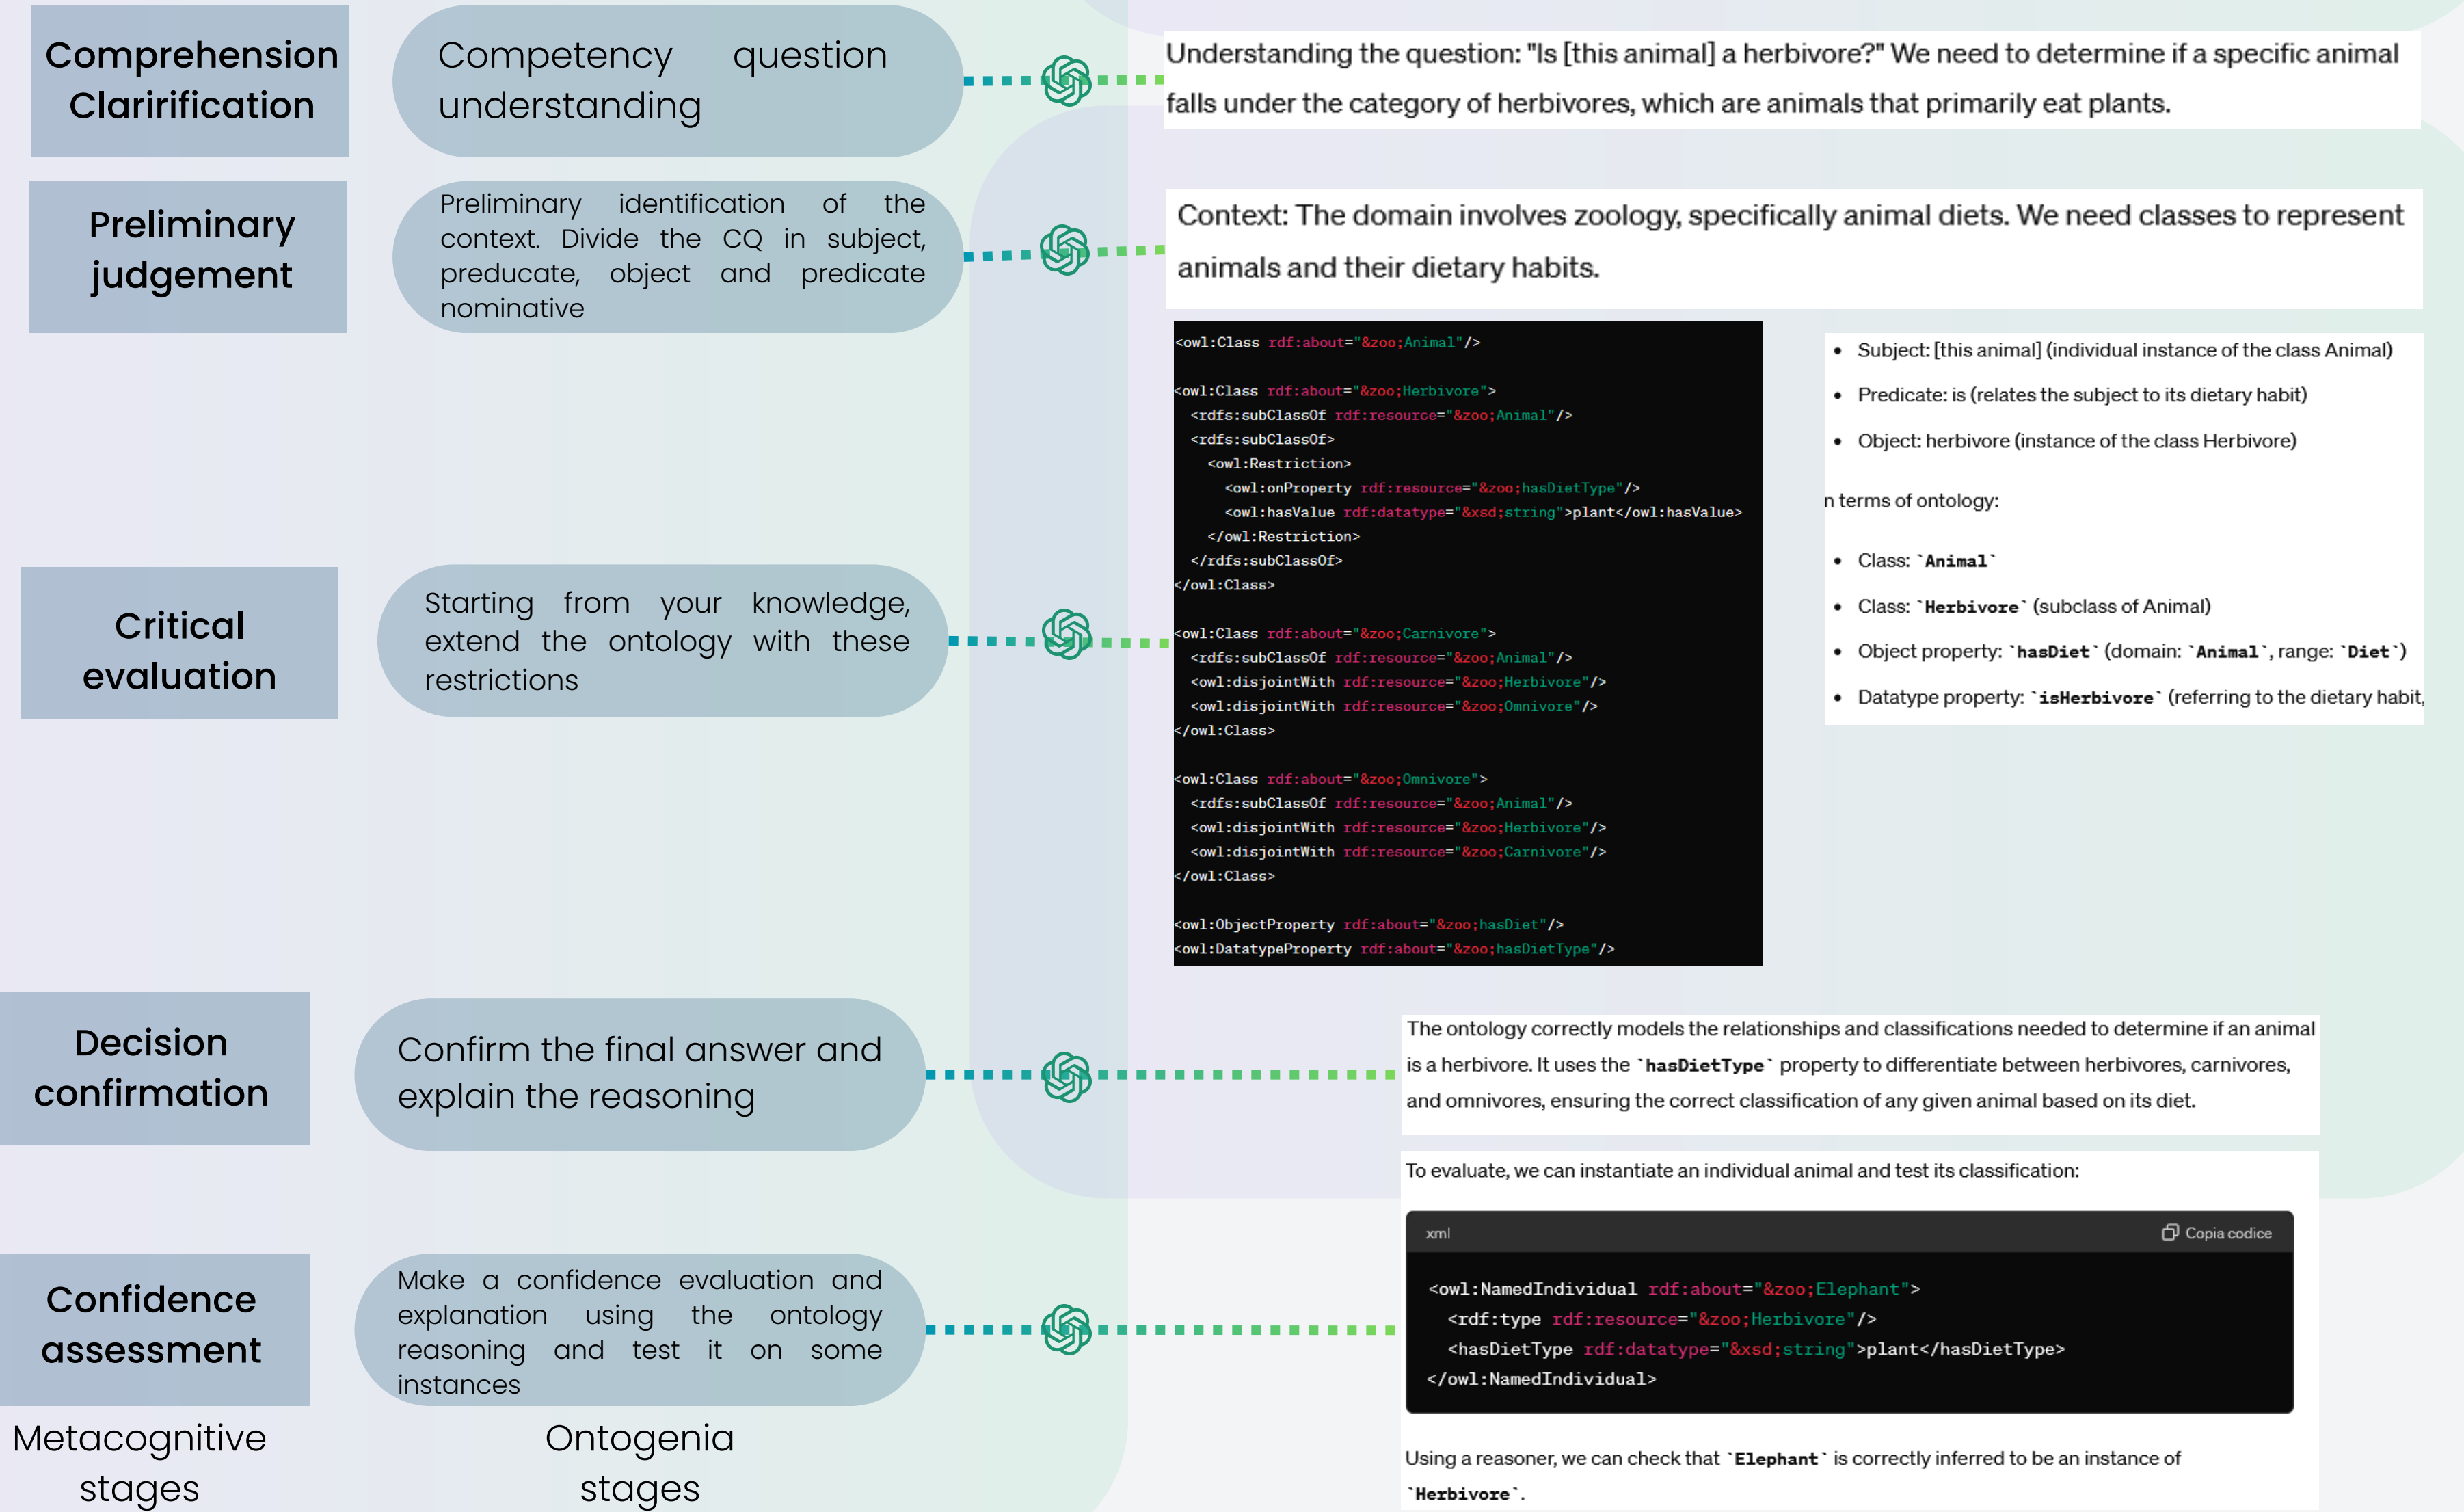 Comprehension
Clarirification
Competency question
understanding
Understanding the question: "Is [this animal] a herbivore?" We need to determine if a specific animal
falls under the category of herbivores, which are animals that primarily eat plants.
Preliminary
judgement
Preliminary identification of the
context. Divide the CQ in subject,
preducate, object and predicate
nominative
Context: The domain involves zoology, specifically animal diets. We need classes to represent
animals and their dietary habits.
<owl:Class rdf:about="&zoo;Animal"/>
<owl:Class rdf:about="&zoo;Herbivore">
<rdfs:subClassOf rdf:resource="&zoo;Animal"/>
<rdfs:subClassOf>
<owl:Restriction>
<owl:onProperty rdf:resource="&zoo;hasDietType"/>
<owl:hasValue rdf:datatype="&xsd;string">plant</owl:hasValue>
</owl:Restriction>
</rdfs:subClassOf>
</owl:Class>
<owl:Class rdf:about="&zoo;Carnivore">
<rdfs:subClassOf rdf:resource="&zoo;Animal"/>
<owl:disjointWith rdf:resource="&zoo;Herbivore"/>
<owl:disjointWith rdf:resource="&zoo;Omnivore"/>
</owl:Class>
<owl:Class rdf:about="&zoo;Omnivore">
<rdfs:subClassOf rdf:resource="&zoo;Animal"/>
<owl:disjointWith rdf:resource="&zoo;Herbivore"/>
<owl:disjointWith rdf:resource="&zoo;Carnivore"/>
</owl:Class>
<owl:ObjectProperty rdf:about="&zoo;hasDiet"/>
<owl:DatatypeProperty rdf:about="&zoo;hasDietType"/>
• Subject: [this animal] (individual instance of the class Animal)
• Predicate: is (relates the subject to its dietary habit)
• Object: herbivore (instance of the class Herbivore)
n terms of ontology:
• Class: `Animal`
• Class: `Herbivore` (subclass of Animal)
• Object property: `hasDiet` (domain: `Animal`, range: `Diet`)
• Datatype property: `isHerbivore` (referring to the dietary habit,
Critical
evaluation
Starting from your knowledge,
extend the ontology with these
restrictions
Decision
confirmation
Confirm the final answer and
explain the reasoning
The ontology correctly models the relationships and classifications needed to determine if an animal
is a herbivore. It uses the `hasDietType` property to differentiate between herbivores, carnivores,
and omnivores, ensuring the correct classification of any given animal based on its diet.
Confidence
assessment
Make a confidence evaluation and
explanation using the ontology
reasoning and test it on some
instances
To evaluate, we can instantiate an individual animal and test its classification:
xml
Copia codice
<owl:NamedIndividual rdf:about="&zoo;Elephant">
<rdf:type rdf:resource="&zoo;Herbivore"/>
<hasDietType rdf:datatype="&xsd;string">plant</hasDietType>
</owl:NamedIndividual>
Using a reasoner, we can check that `Elephant` is correctly inferred to be an instance of
`Herbivore`.
Metacognitive
stages
Ontogenia
stages